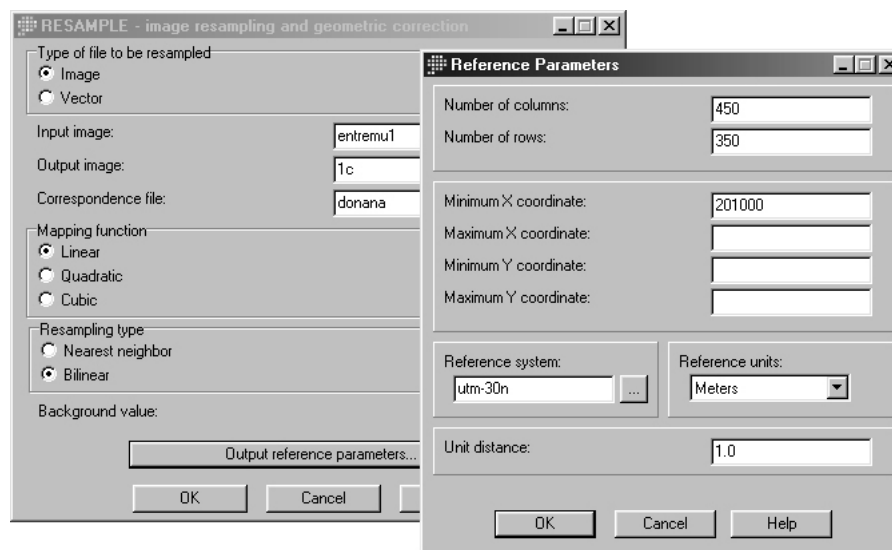 RESAMPLE - image resampling and geometric correction
Type of file to be resampled
Image
Vector
Input image:
entremu1
Output image:
1c
Correspondence file:
donana
Mapping function
Linear
Quadratic
Cubic
Resampling type
Nearest neighbor
Bilinear
Background value:
Output reference parameters...
OK
Cancel
Reference Parameters
Number of columns:
450
Number of rows:
350
Minimum X coordinate:
201000
Maximum X coordinate:
Minimum Y coordinate:
Maximum Y coordinate:
Reference system:
utm-30n
...
Reference units:
Meters
Unit distance:
1.0
OK
Cancel
Help